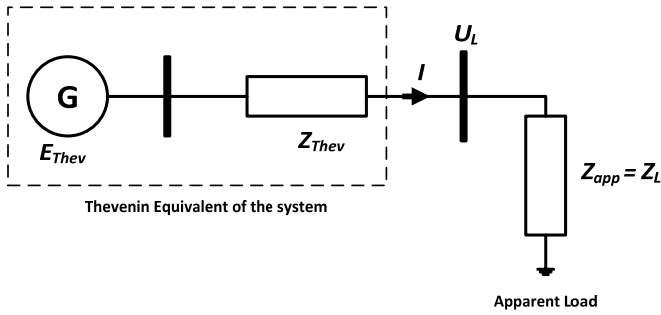 U_L
I
G
E_Thev
Z_Thev
Z_app = Z_L
Thevenin Equivalent of the system
Apparent Load